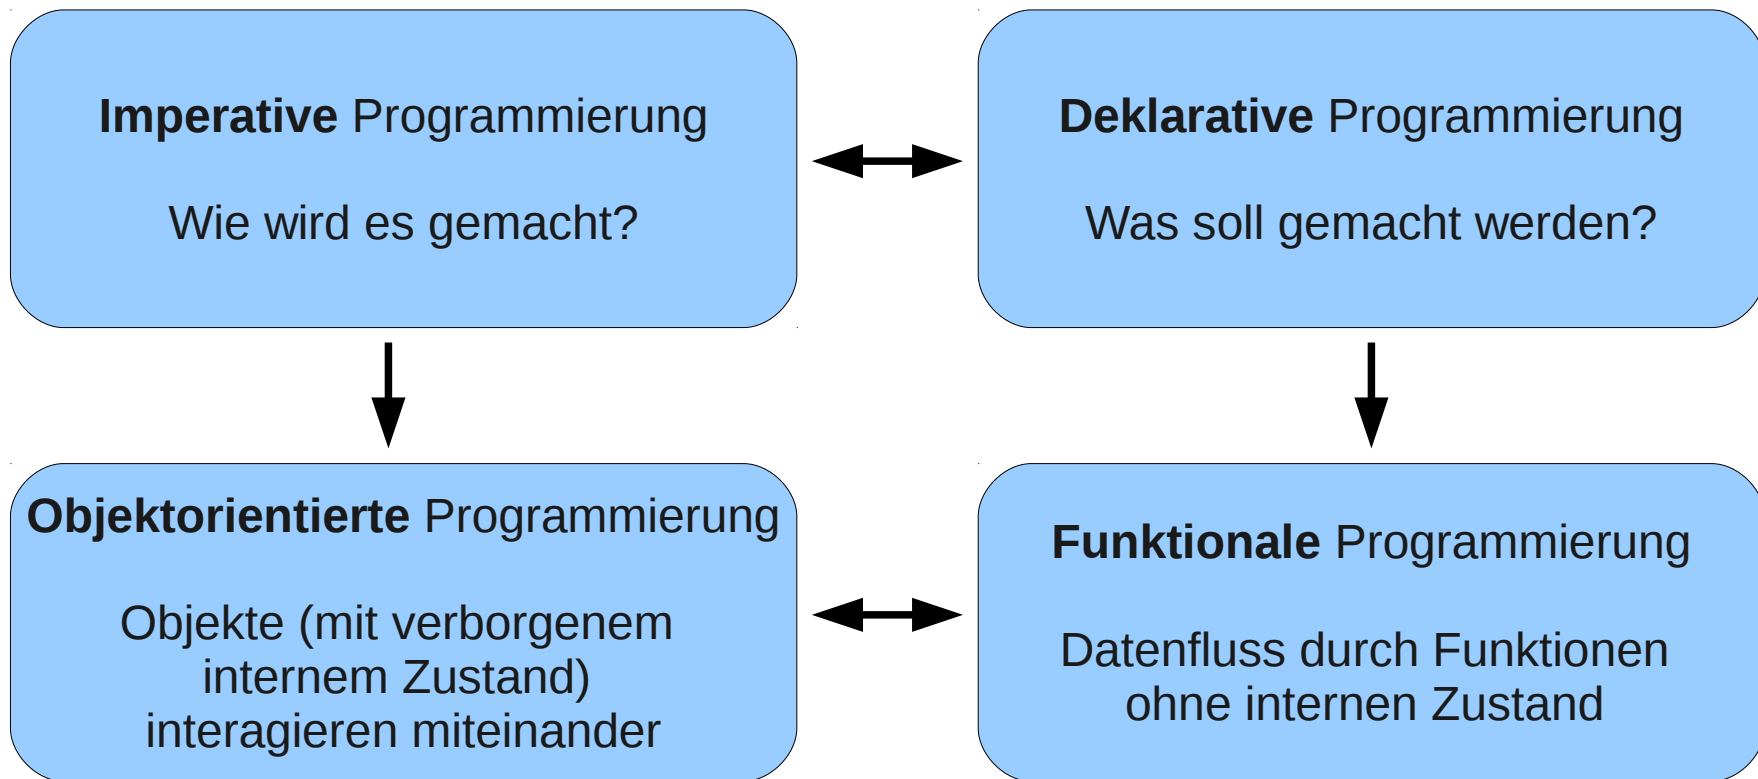 Imperative Programmierung
Wie wird es gemacht?
Deklarative Programmierung
Was soll gemacht werden?
Objektorientierte Programmierung
Objekte (mit verborgenem
internem Zustand)
interagieren miteinander
Funktionale Programmierung
Datenfluss durch Funktionen
ohne internen Zustand